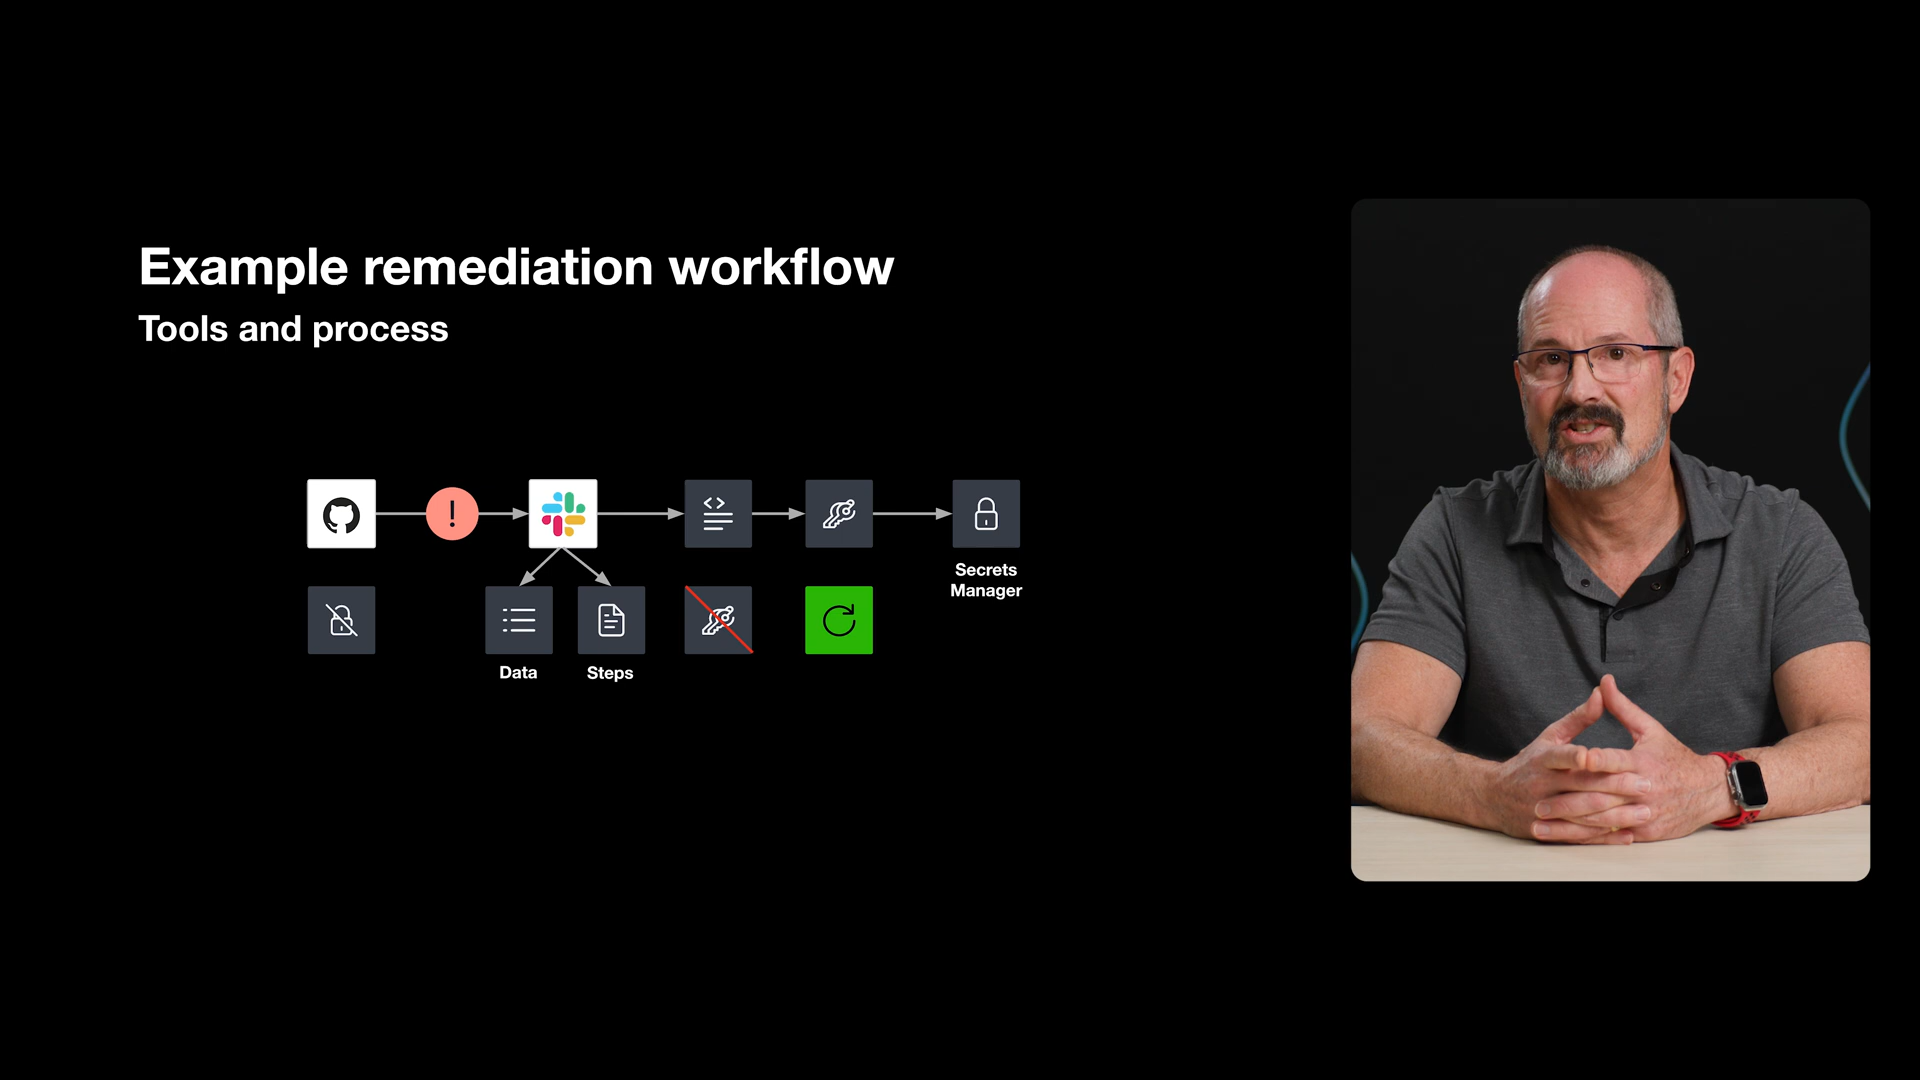 Example remediation workflow
Tools and process
!
Secrets
Manager
Data
Steps